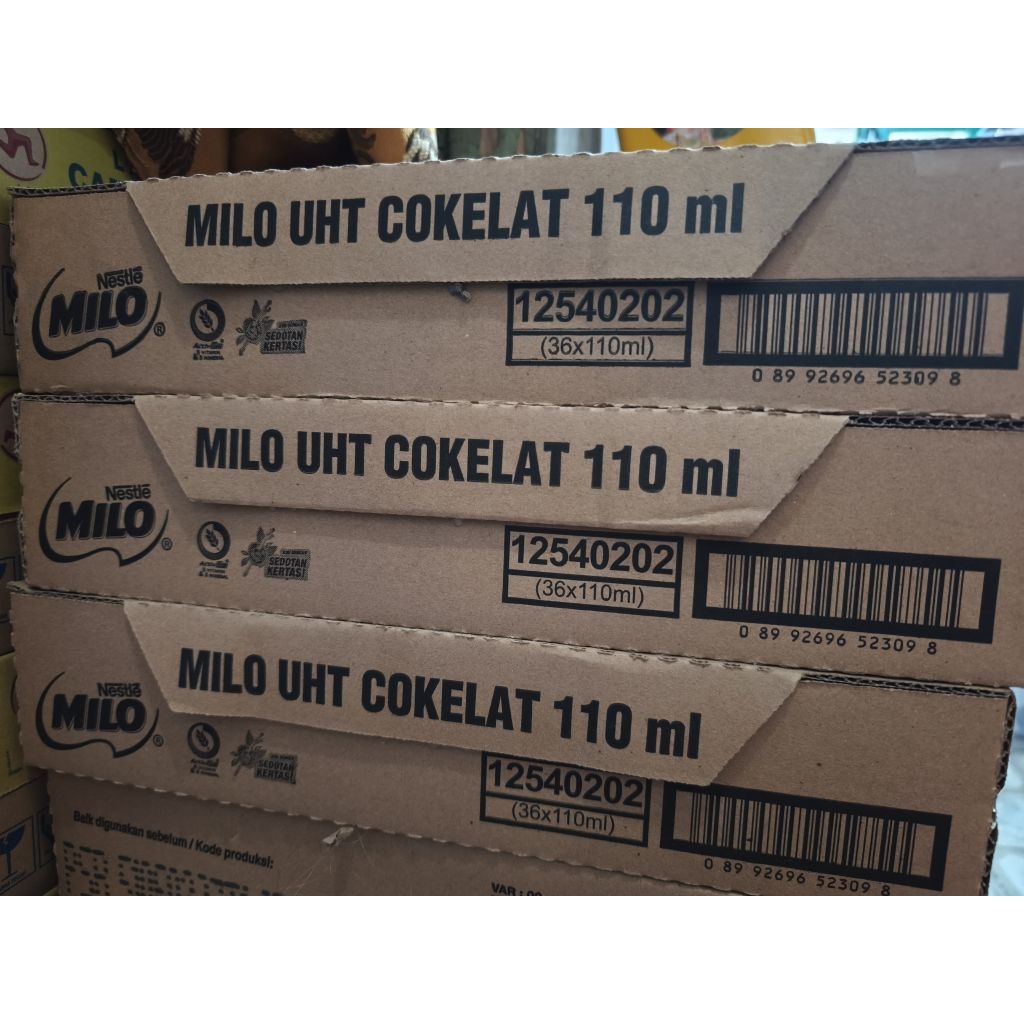 CA
MILO UHT COKELAT 110 ml
Nestlé
MILO®
SEDOTAN
KERTAS!
12540202
(36x110ml)
0 89 92696 52309 8
MILO UHT COKELAT 110 ml
Nestlé
MILO®
SEDOTAN
KERTAS!
12540202
(36x110ml)
0 89 92696 52309 8
MILO UHT COKELAT 110 ml
Nestlé
MILO®
SEDOTAN
KERTAS!
12540202
(36x110ml)
0 89 92696 52309 8
Baik digunakan sebelum / Kode produksi:
VAR :